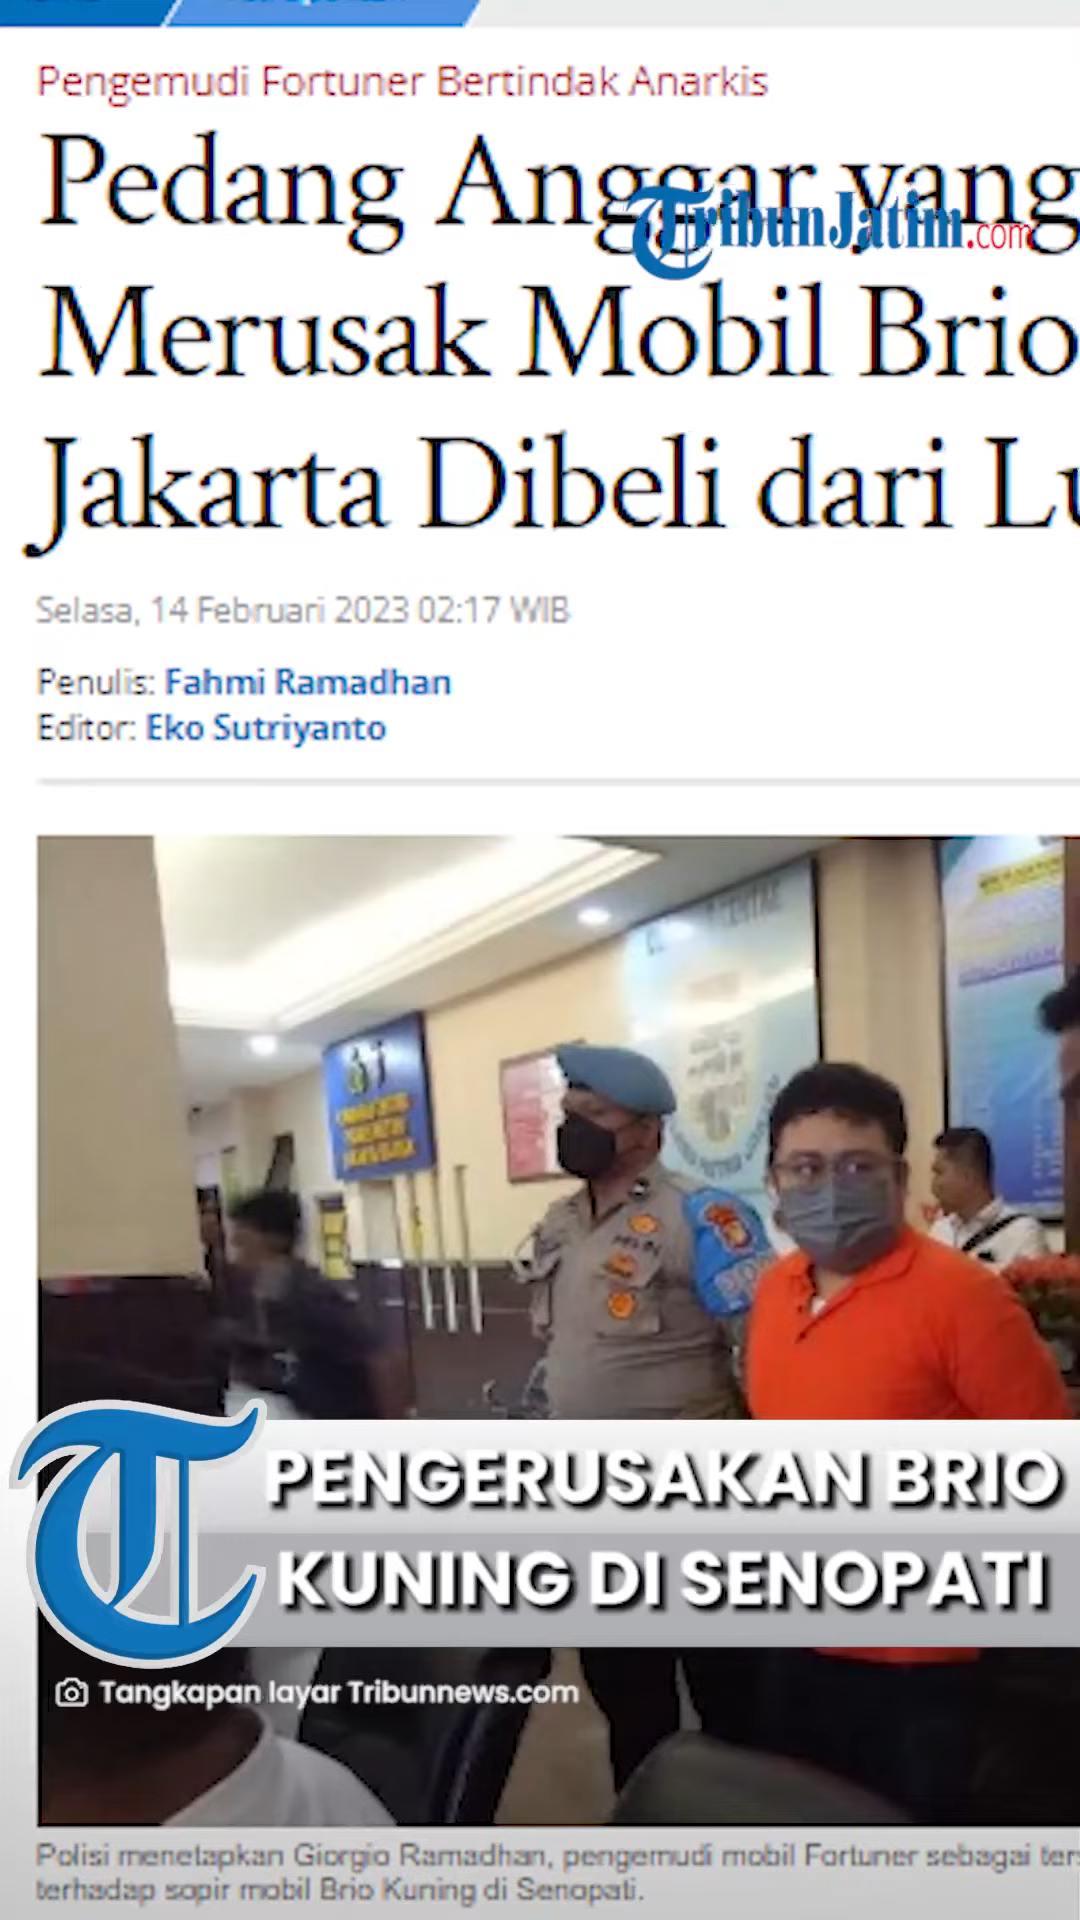 Pengemudi Fortuner Bertindak Anarkis
Pedang Anggar yang
TribunJatim.com
Merusak Mobil Brio
Jakarta Dibeli dari Lu
Selasa, 14 Februari 2023 02:17 WIB
Penulis: Fahmi Ramadhan
Editor: Eko Sutriyanto
PENGERUSAKAN BRIO
KUNING DI SENOPATI
Tangkapan layar Tribunnews.com
Polisi menetapkan Giorgio Ramadhan, pengemudi mobil Fortuner sebagai ters
terhadap sopir mobil Brio Kuning di Senopati.